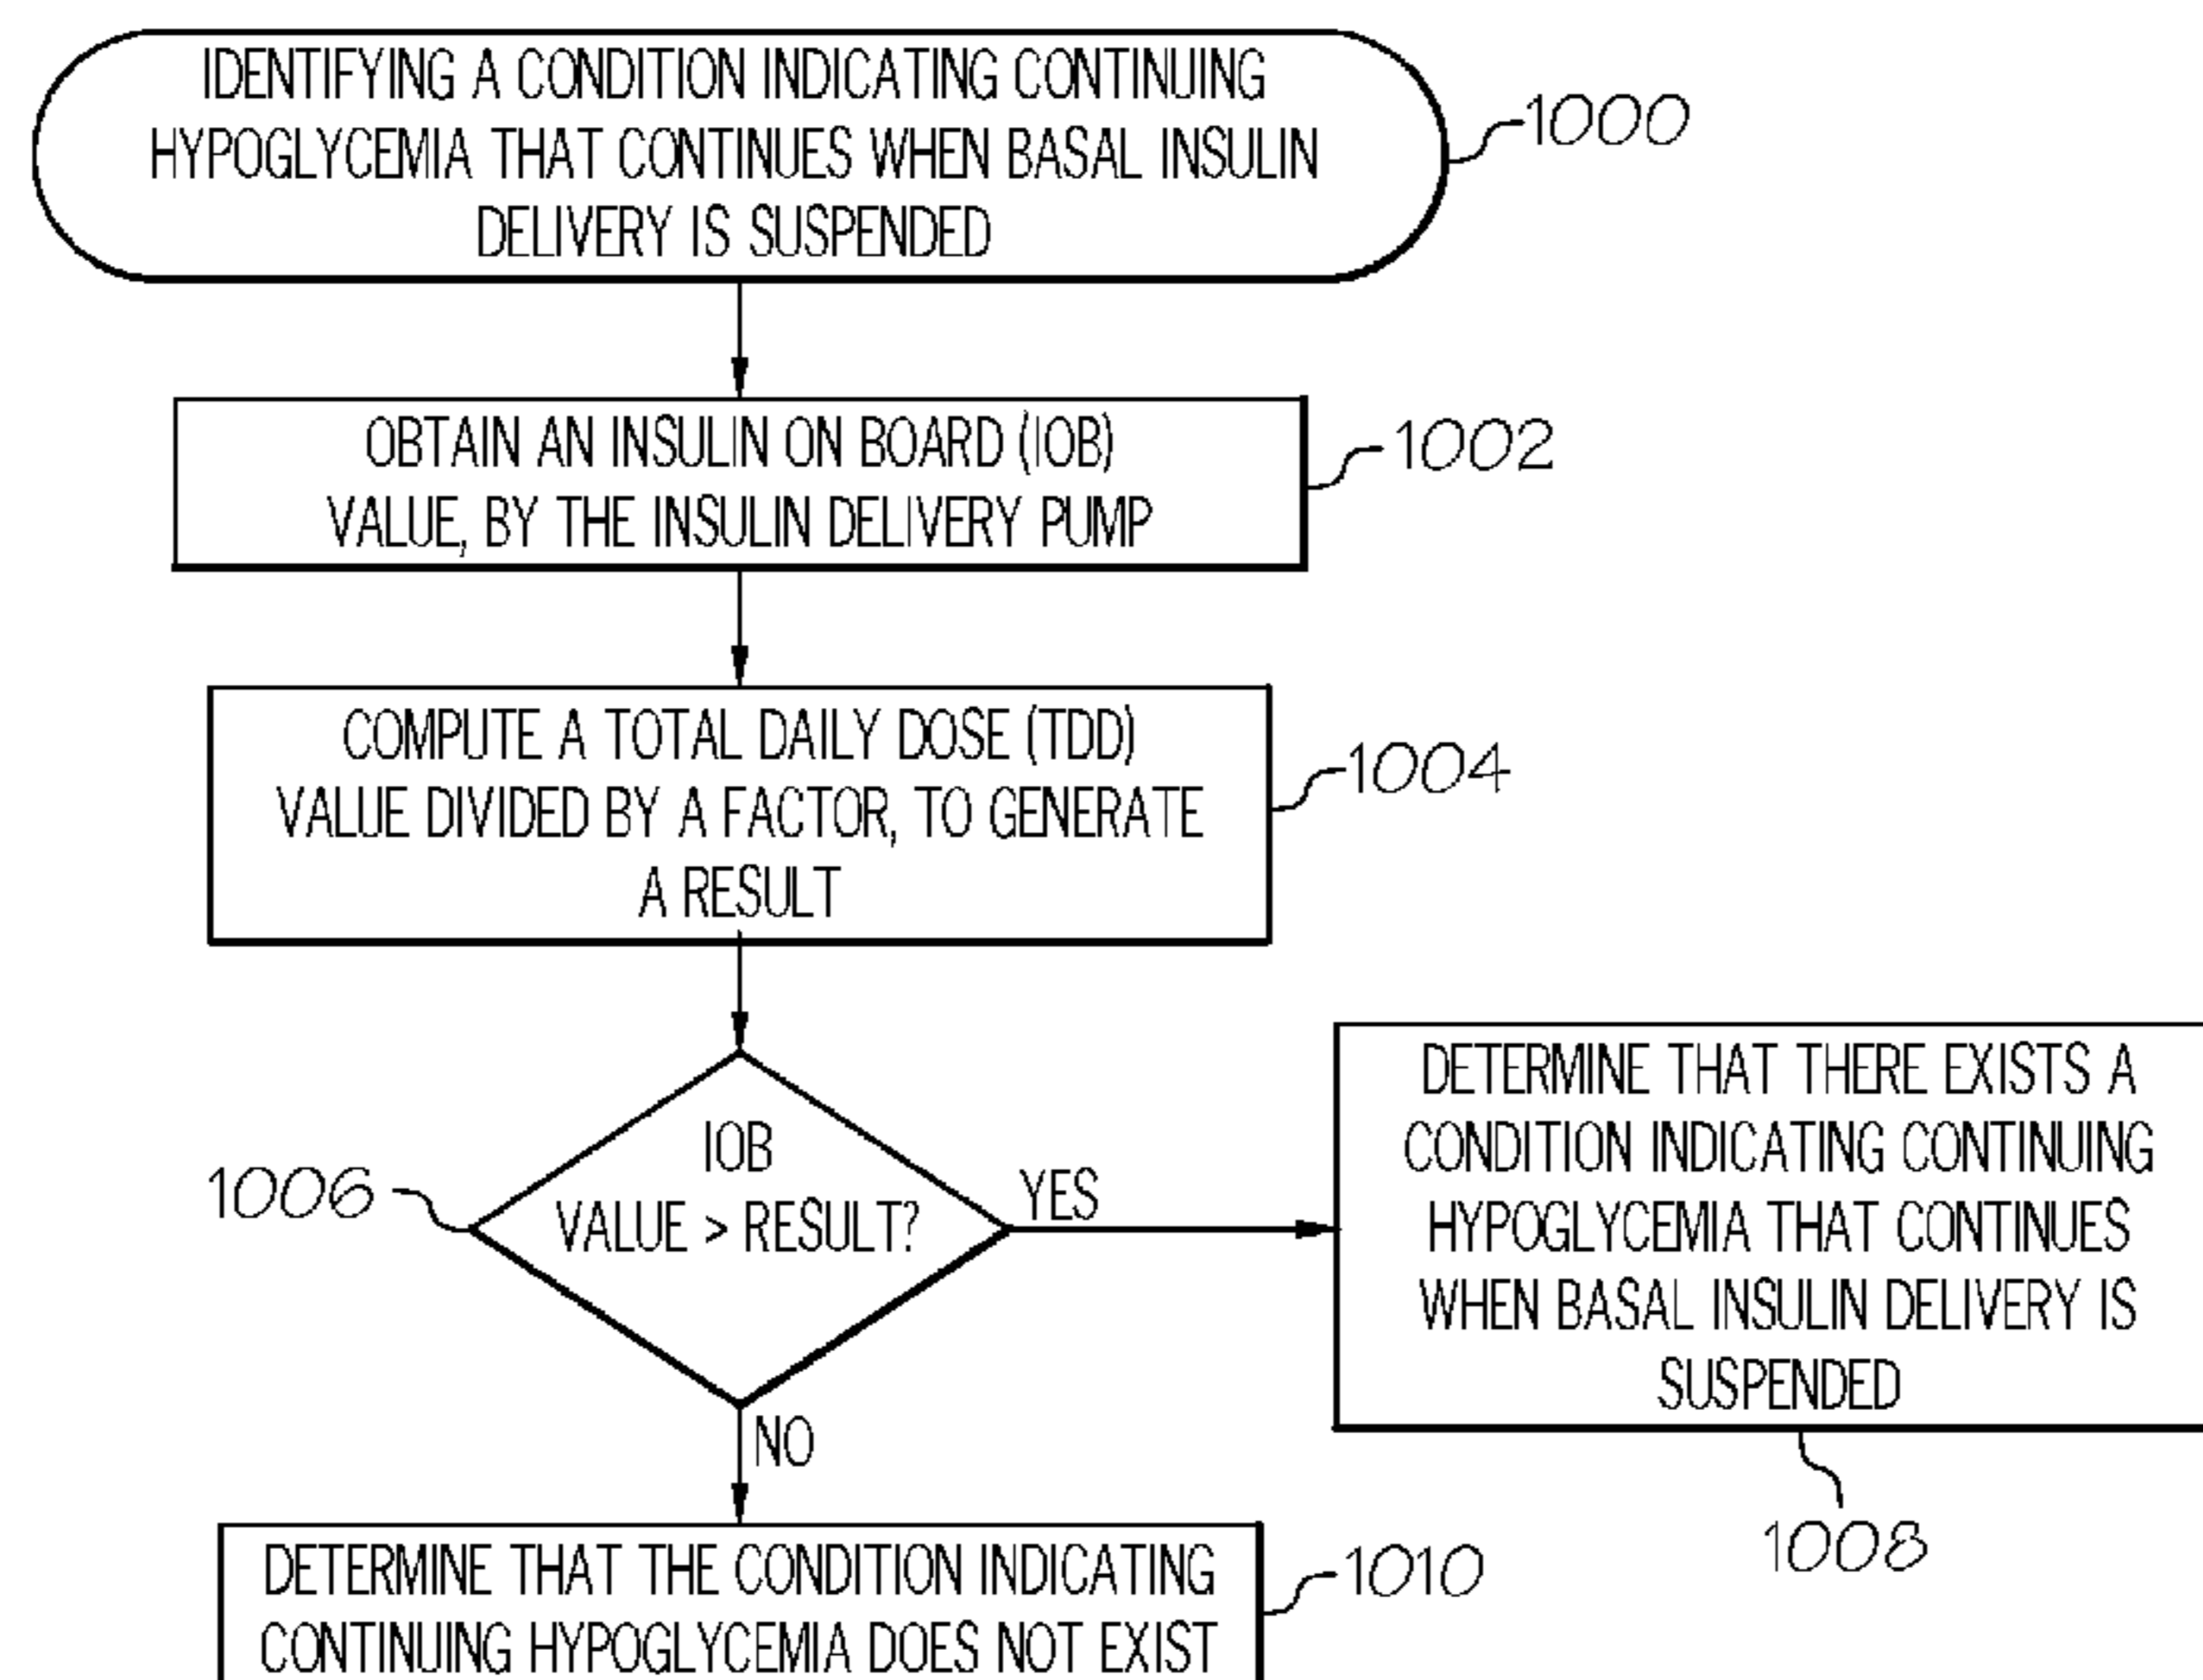 IDENTIFYING A CONDITION INDICATING CONTINUING
HYPOGLYCEMIA THAT CONTINUES WHEN BASAL INSULIN
DELIVERY IS SUSPENDED
1000
OBTAIN AN INSULIN ON BOARD (IOB)
VALUE, BY THE INSULIN DELIVERY PUMP
1002
COMPUTE A TOTAL DAILY DOSE (TDD)
VALUE DIVIDED BY A FACTOR, TO GENERATE
A RESULT
1004
IOB
VALUE > RESULT?
1006
YES
NO
DETERMINE THAT THERE EXISTS A
CONDITION INDICATING CONTINUING
HYPOGLYCEMIA THAT CONTINUES
WHEN BASAL INSULIN DELIVERY IS
SUSPENDED
1008
DETERMINE THAT THE CONDITION INDICATING
CONTINUING HYPOGLYCEMIA DOES NOT EXIST
1010